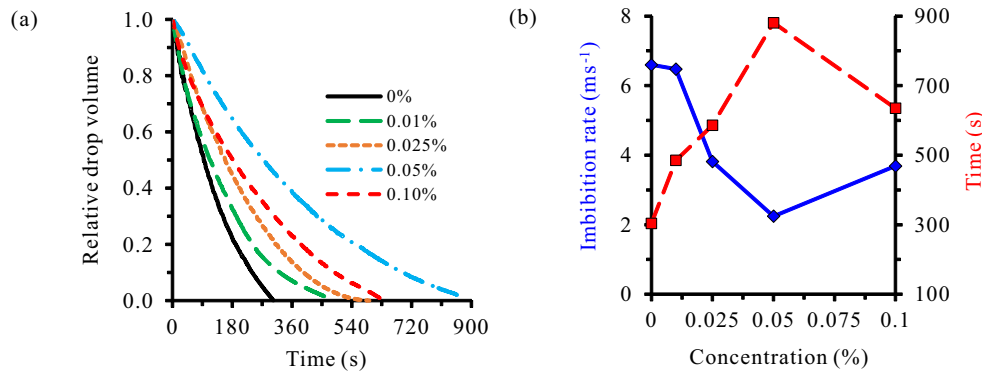 (a)
Relative drop volume
1.0
0.8
0.6
0.4
0.2
0.0
0 180 360 540 720 900
Time (s)
0%
0.01%
0.025%
0.05%
0.10%
(b)
Imbibition rate (ms⁻¹)
8
6
4
2
0
0 0.025 0.05 0.075 0.1
Concentration (%)
900
700
500
300
100
Time (s)